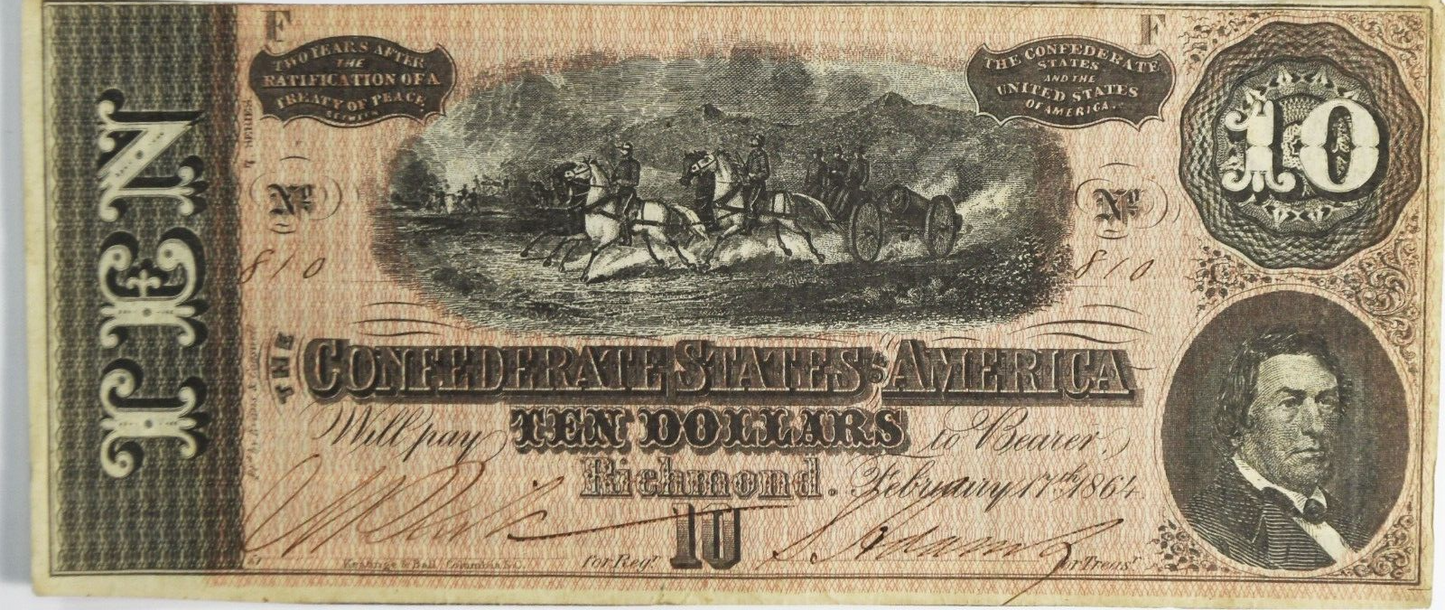 F
F
TEN
TWO YEARS AFTER
THE
RATIFICATION OF A
TREATY OF PEACE
BETWEEN
THE CONFEDERATE
STATES
AND THE
UNITED STATES
OF AMERICA.
10
SERIES
No
No
810
810
THE
CONFEDERATE STATES OF AMERICA
Will pay TEN DOLLARS to Bearer,
Richmond. February 17th 1864
10
S. Adams
Keatinge & Ball, Columbia S.C.
for Regr
for Treasr